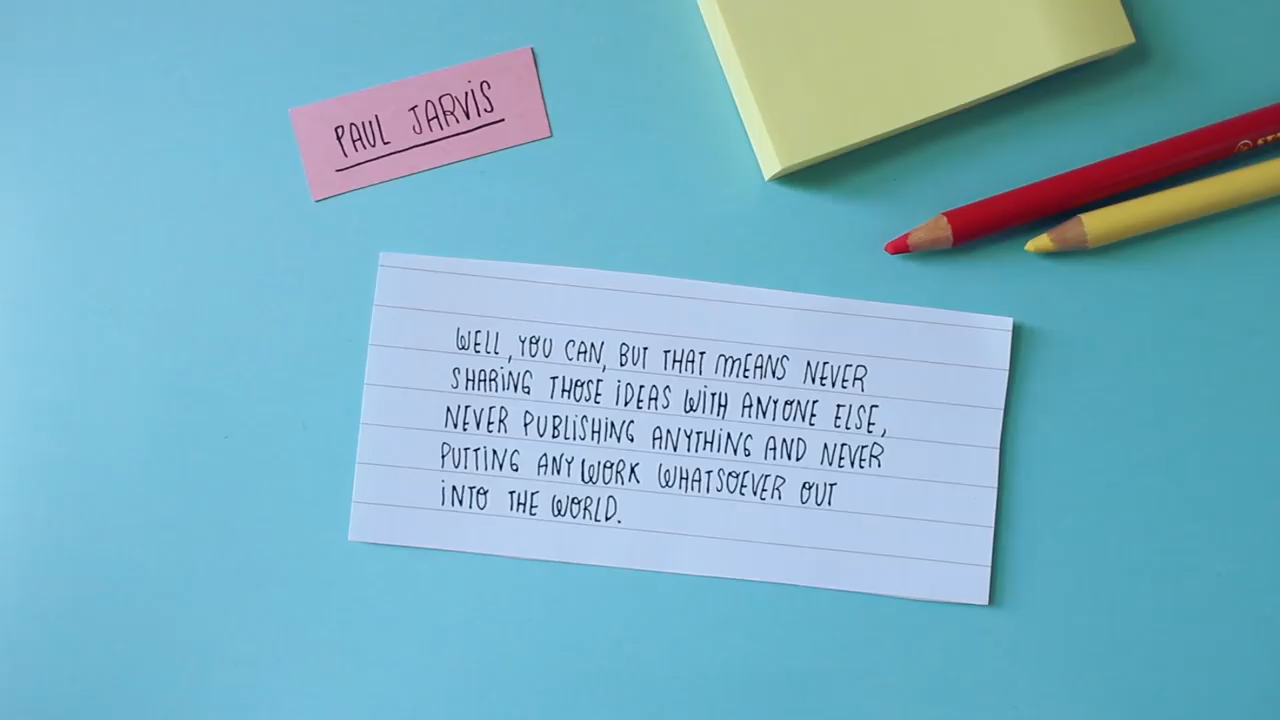 PAUL JARViS
WELL, YOU CAN, BUT THAT MEANS NEVER
SHARiNG THOSE iDEAS WiTH ANYONE ELSE,
NEVER PUBLiSHiNG ANYTHiNG AND NEVER
PUTTiNG ANY WORK WHATSOEVER OUT
iNTO THE WORLD.